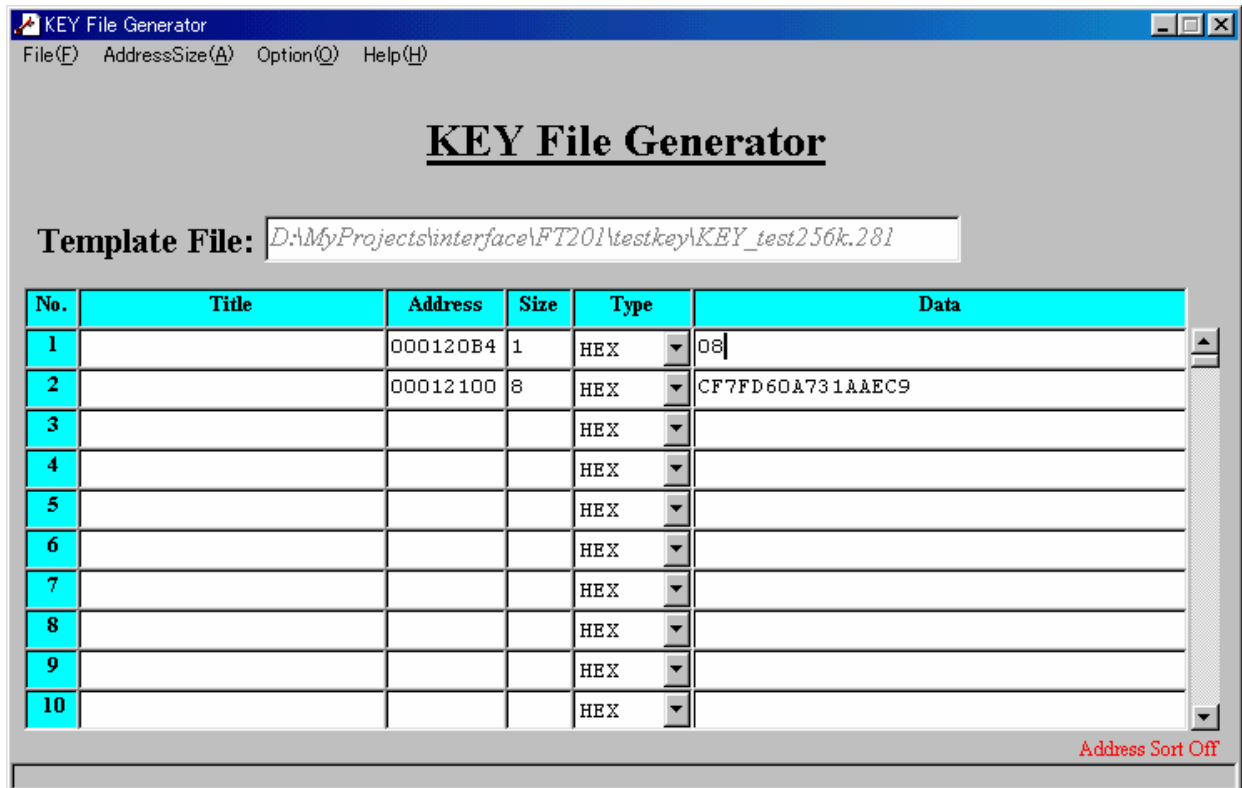 KEY File Generator
File(F) AddressSize(A) Option(O) Help(H)
KEY File Generator
Template File: D:\MyProjects\interface\FT201\testkey\KEY_test256k.281
No. Title Address Size Type Data
1 000120B4 1 HEX 08
2 00012100 8 HEX CF7FD60A731AAEC9
3 HEX
4 HEX
5 HEX
6 HEX
7 HEX
8 HEX
9 HEX
10 HEX
Address Sort Off